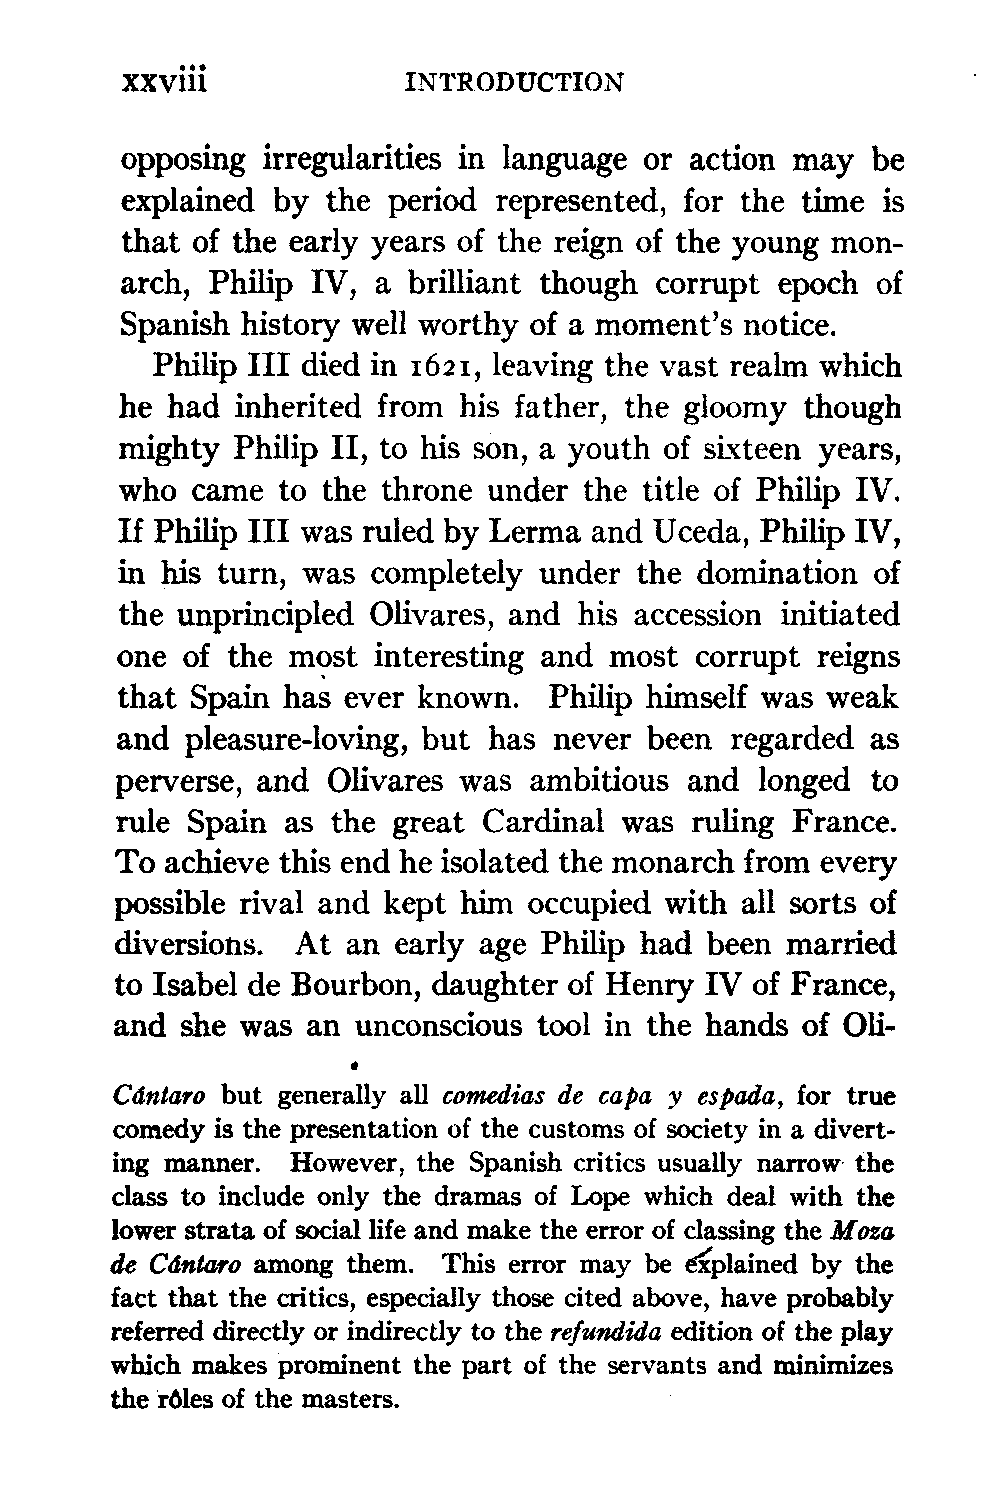 xxviii INTRODUCTION
opposing irregularities in language or action may be
explained by the period represented, for the time is
that of the early years of the reign of the young mon-
arch, Philip IV, a brilliant though corrupt epoch of
Spanish history well worthy of a moment's notice.
Philip III died in 1621, leaving the vast realm which
he had inherited from his father, the gloomy though
mighty Philip II, to his son, a youth of sixteen years,
who came to the throne under the title of Philip IV.
If Philip III was ruled by Lerma and Uceda, Philip IV,
in his turn, was completely under the domination of
the unprincipled Olivares, and his accession initiated
one of the most interesting and most corrupt reigns
that Spain has ever known. Philip himself was weak
and pleasure-loving, but has never been regarded as
perverse, and Olivares was ambitious and longed to
rule Spain as the great Cardinal was ruling France.
To achieve this end he isolated the monarch from every
possible rival and kept him occupied with all sorts of
diversions. At an early age Philip had been married
to Isabel de Bourbon, daughter of Henry IV of France,
and she was an unconscious tool in the hands of Oli-
Cántaro but generally all comedias de capa y espada, for true
comedy is the presentation of the customs of society in a divert-
ing manner. However, the Spanish critics usually narrow the
class to include only the dramas of Lope which deal with the
lower strata of social life and make the error of classing the Moza
de Cántaro among them. This error may be explained by the
fact that the critics, especially those cited above, have probably
referred directly or indirectly to the refundida edition of the play
which makes prominent the part of the servants and minimizes
the rôles of the masters.